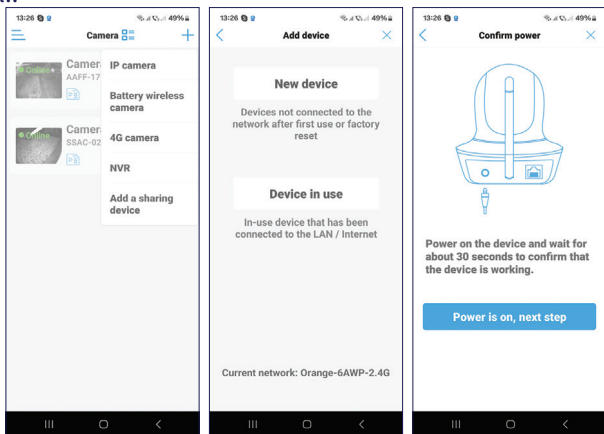 13:26 49%
Camera
Camer
Online
AAFF-17
Camer
Online
SSAC-02
IP camera
Battery wireless
camera
4G camera
NVR
Add a sharing
device
13:26 49%
Add device
New device
Devices not connected to the
network after first use or factory
reset
Device in use
In-use device that has been
connected to the LAN / Internet
Current network: Orange-6AWP-2.4G
13:26 49%
Confirm power
Power on the device and wait for
about 30 seconds to confirm that
the device is working.
Power is on, next step